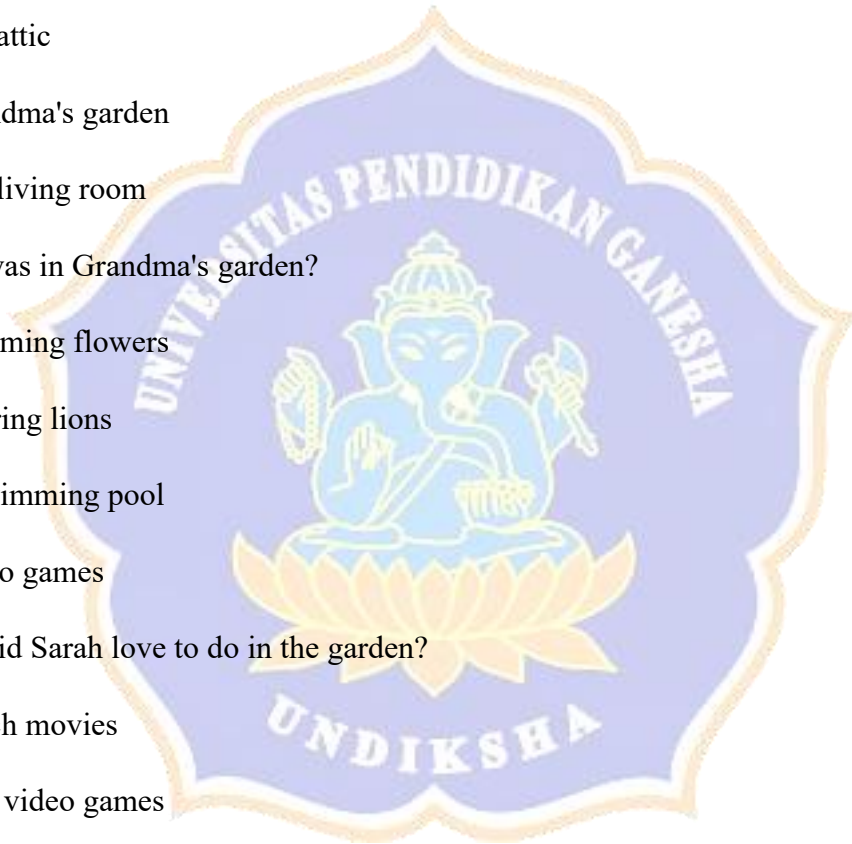 attic
dma's garden
living room
vas in Grandma's garden?
ming flowers
ring lions
imming pool
o games
id Sarah love to do in the garden?
h movies
video games
UNIVERSITAS PENDIDIKAN GANESHA
UNDIKSHA